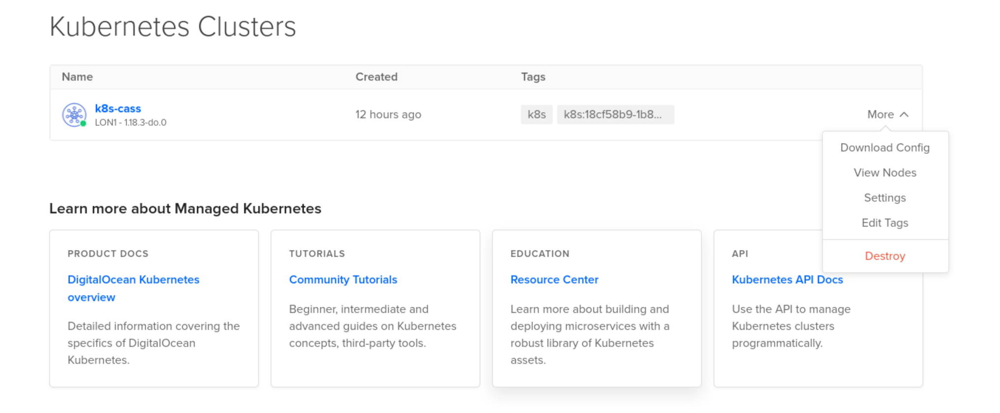 Kubernetes Clusters
Name Created Tags
k8s-cass
LON1 - 1.18.3-do.0
12 hours ago
k8s k8s:18cf58b9-1b8...
More
Download Config
View Nodes
Settings
Edit Tags
Destroy
Learn more about Managed Kubernetes
PRODUCT DOCS
DigitalOcean Kubernetes
overview
Detailed information covering the
specifics of DigitalOcean
Kubernetes.
TUTORIALS
Community Tutorials
Beginner, intermediate and
advanced guides on Kubernetes
concepts, third-party tools.
EDUCATION
Resource Center
Learn more about building and
deploying microservices with a
robust library of Kubernetes
assets.
API
Kubernetes API Docs
Use the API to manage
Kubernetes clusters
programmatically.